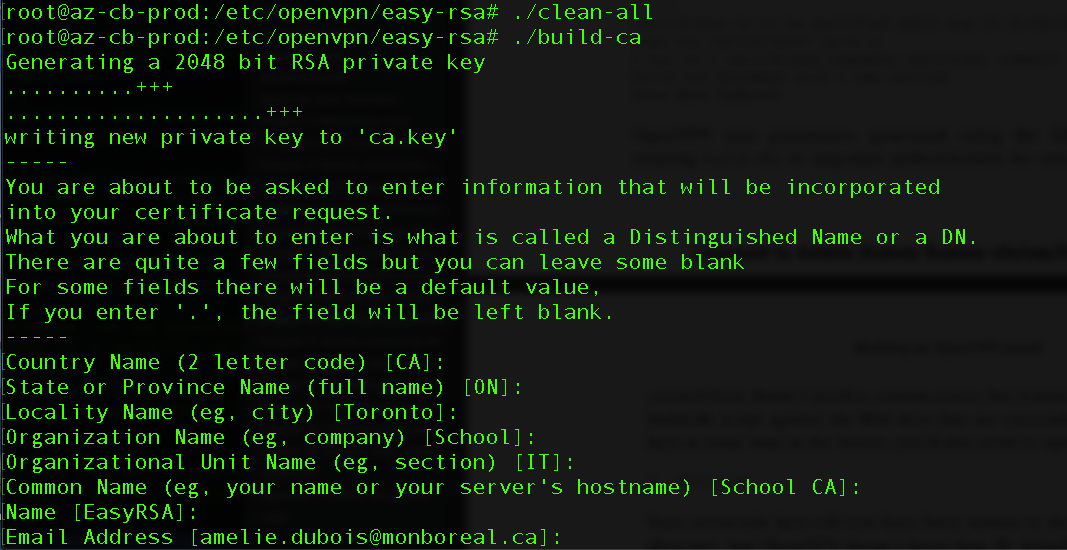 root@az-cb-prod:/etc/openvpn/easy-rsa# ./clean-all
root@az-cb-prod:/etc/openvpn/easy-rsa# ./build-ca
Generating a 2048 bit RSA private key
..........+++
....................+++
writing new private key to 'ca.key'
-----
You are about to be asked to enter information that will be incorporated
into your certificate request.
What you are about to enter is what is called a Distinguished Name or a DN.
There are quite a few fields but you can leave some blank
For some fields there will be a default value,
If you enter '.', the field will be left blank.
-----
Country Name (2 letter code) [CA]:
State or Province Name (full name) [ON]:
Locality Name (eg, city) [Toronto]:
Organization Name (eg, company) [School]:
Organizational Unit Name (eg, section) [IT]:
Common Name (eg, your name or your server's hostname) [School CA]:
Name [EasyRSA]:
Email Address [amelie.dubois@monboreal.ca]: